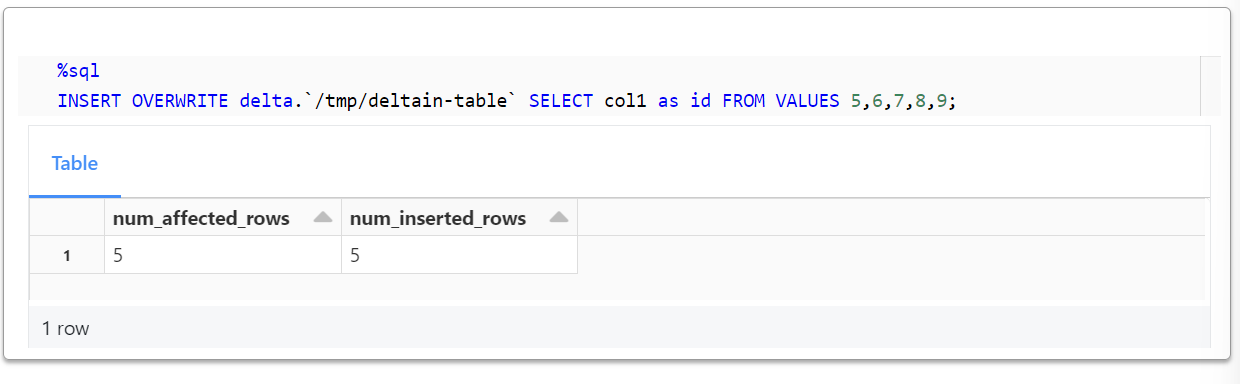 %sql
INSERT OVERWRITE delta.`/tmp/deltain-table` SELECT col1 as id FROM VALUES 5,6,7,8,9;
Table
num_affected_rows num_inserted_rows
1 5 5
1 row